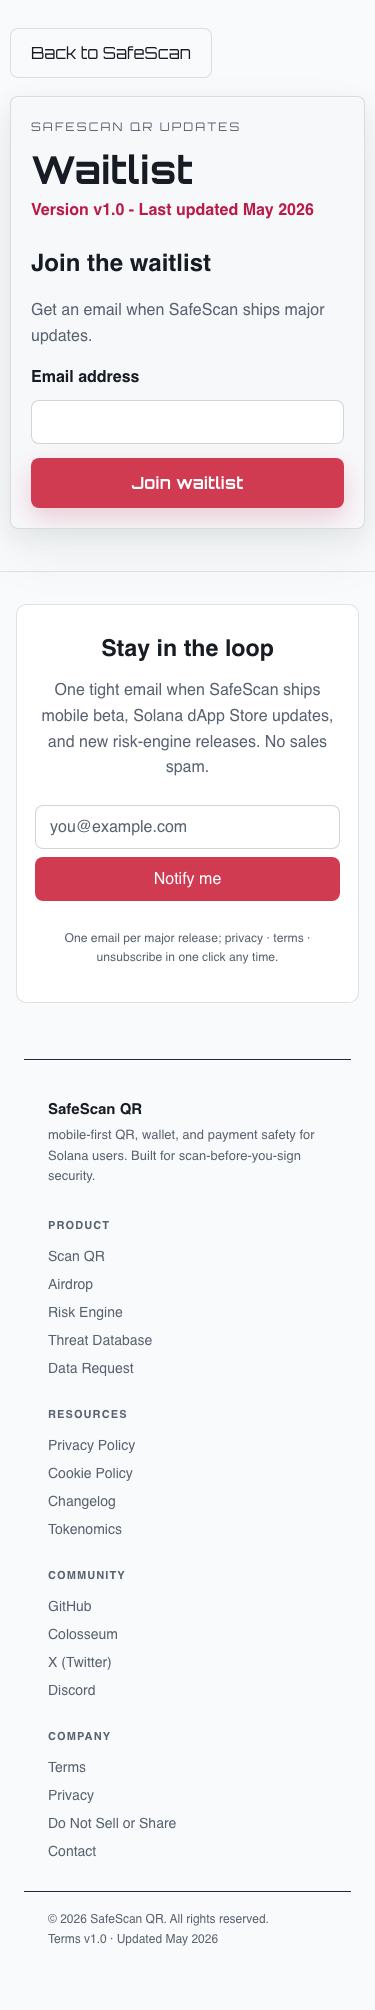 Back to SafeScan
SAFESCAN QR UPDATES
Waitlist
Version v1.0 - Last updated May 2026
Join the waitlist
Get an email when SafeScan ships major
updates.
Email address
Join waitlist
Stay in the loop
One tight email when SafeScan ships
mobile beta, Solana dApp Store updates,
and new risk-engine releases. No sales
spam.
you@example.com
Notify me
One email per major release; privacy · terms ·
unsubscribe in one click any time.
SafeScan QR
mobile-first QR, wallet, and payment safety for
Solana users. Built for scan-before-you-sign
security.
PRODUCT
Scan QR
Airdrop
Risk Engine
Threat Database
Data Request
RESOURCES
Privacy Policy
Cookie Policy
Changelog
Tokenomics
COMMUNITY
GitHub
Colosseum
X (Twitter)
Discord
COMPANY
Terms
Privacy
Do Not Sell or Share
Contact
© 2026 SafeScan QR. All rights reserved.
Terms v1.0 · Updated May 2026